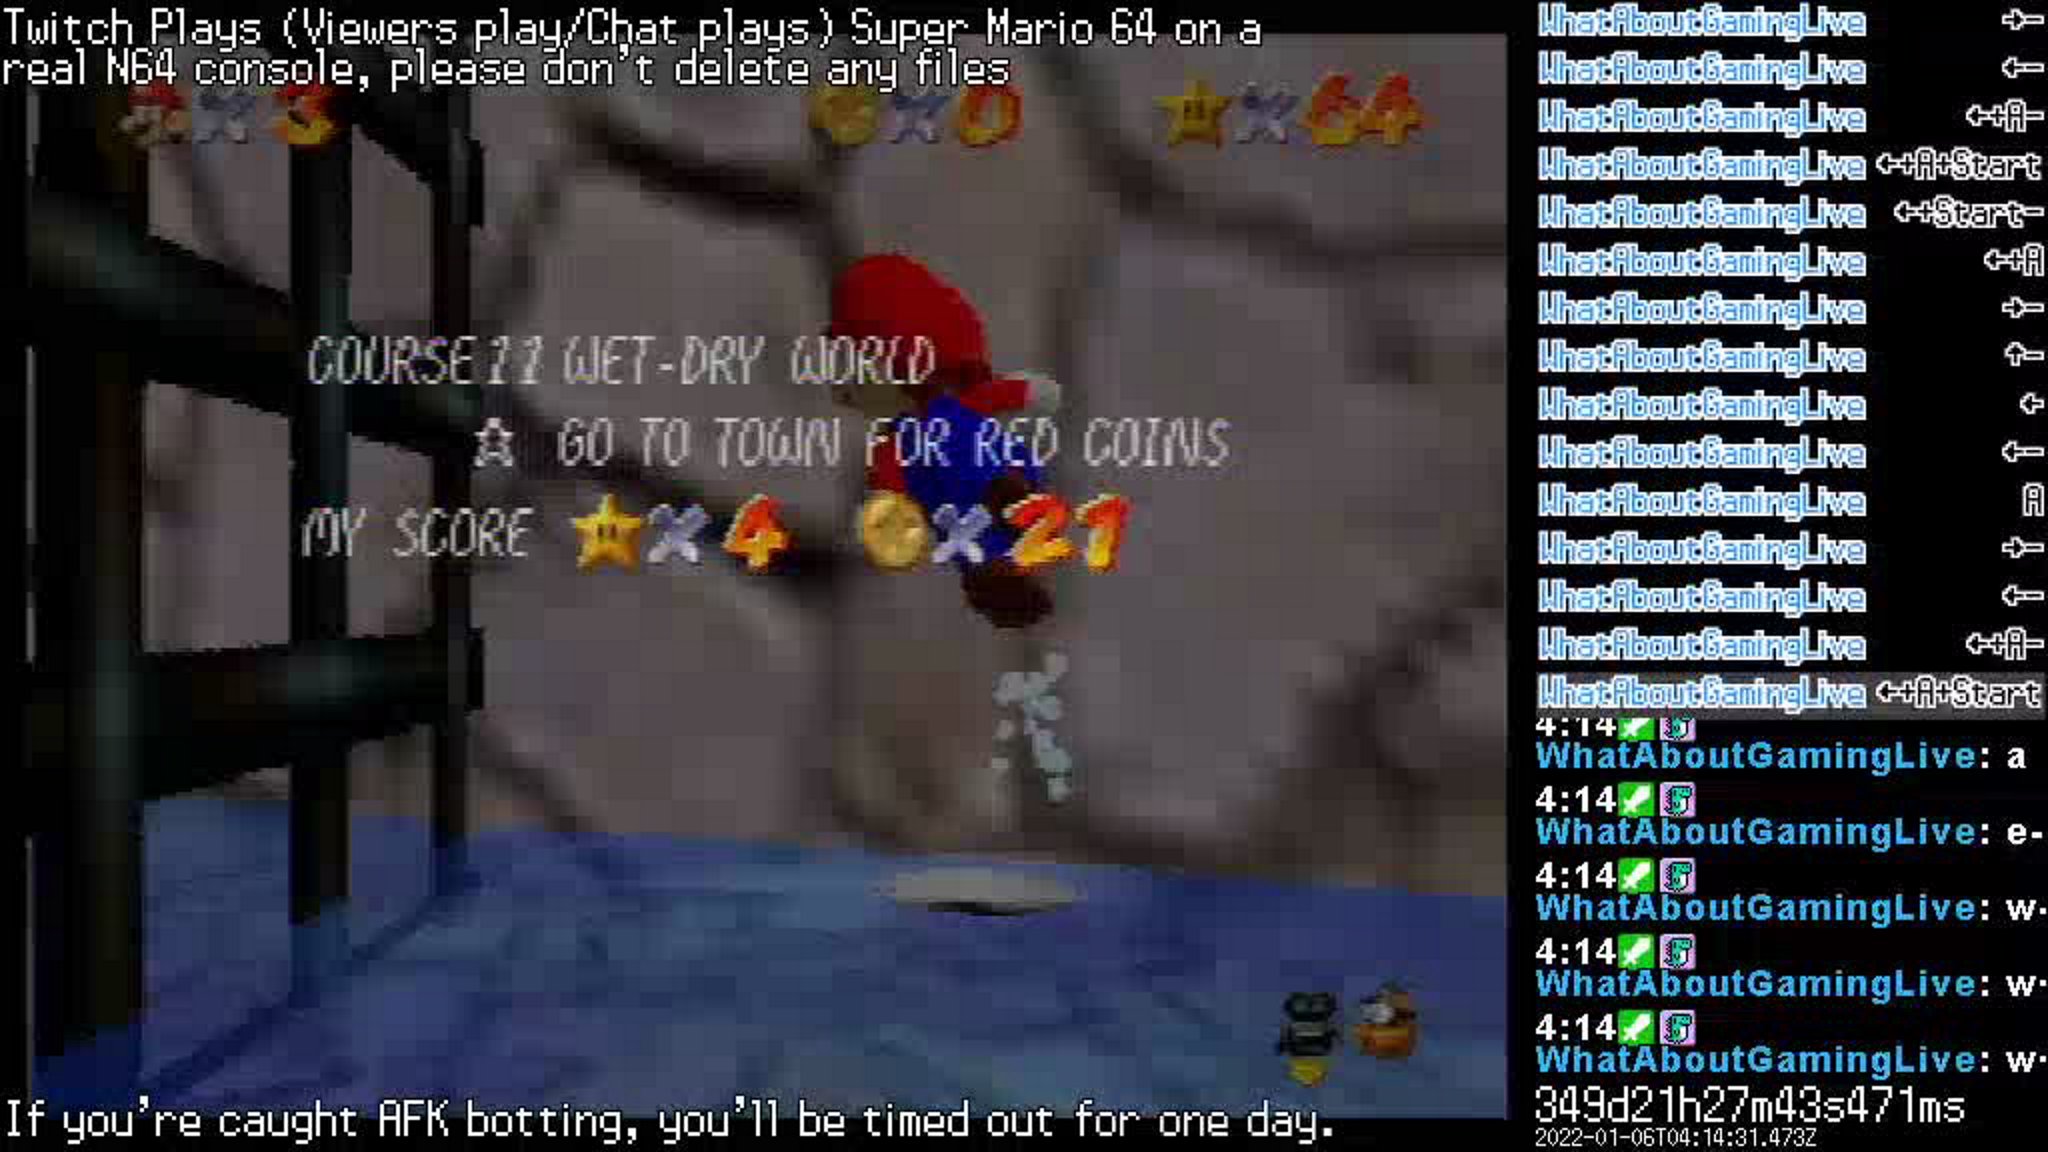 Twitch Plays (Viewers play/Chat plays) Super Mario 64 on a
real N64 console, please don't delete any files
3 0 64
COURSE 11 WET-DRY WORLD
GO TO TOWN FOR RED COINS
MY SCORE ★×4 ×21
If you're caught AFK botting, you'll be timed out for one day.
WhatAboutGamingLive →-
WhatAboutGamingLive ←-
WhatAboutGamingLive ←+A-
WhatAboutGamingLive ←+A+Start
WhatAboutGamingLive ←+Start-
WhatAboutGamingLive ←+A
WhatAboutGamingLive →-
WhatAboutGamingLive ↑-
WhatAboutGamingLive ←
WhatAboutGamingLive ←-
WhatAboutGamingLive A
WhatAboutGamingLive →-
WhatAboutGamingLive ←-
WhatAboutGamingLive ←+A-
WhatAboutGamingLive ←+A+Start
4:14
WhatAboutGamingLive: a
4:14
WhatAboutGamingLive: e-
4:14
WhatAboutGamingLive: w-
4:14
WhatAboutGamingLive: w-
4:14
WhatAboutGamingLive: w-
349d21h27m43s471ms
2022-01-06T04:14:31.473Z